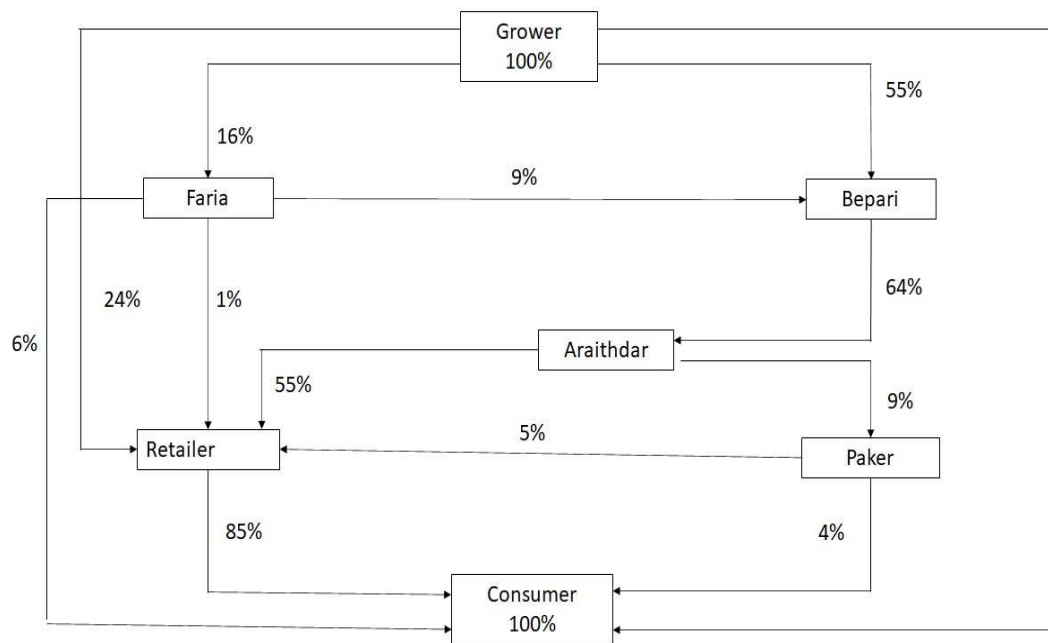 Grower
100%
55%
16%
Faria
9%
Bepari
24%
1%
64%
6%
Araithdar
55%
9%
Retailer
5%
Paker
85%
4%
Consumer
100%